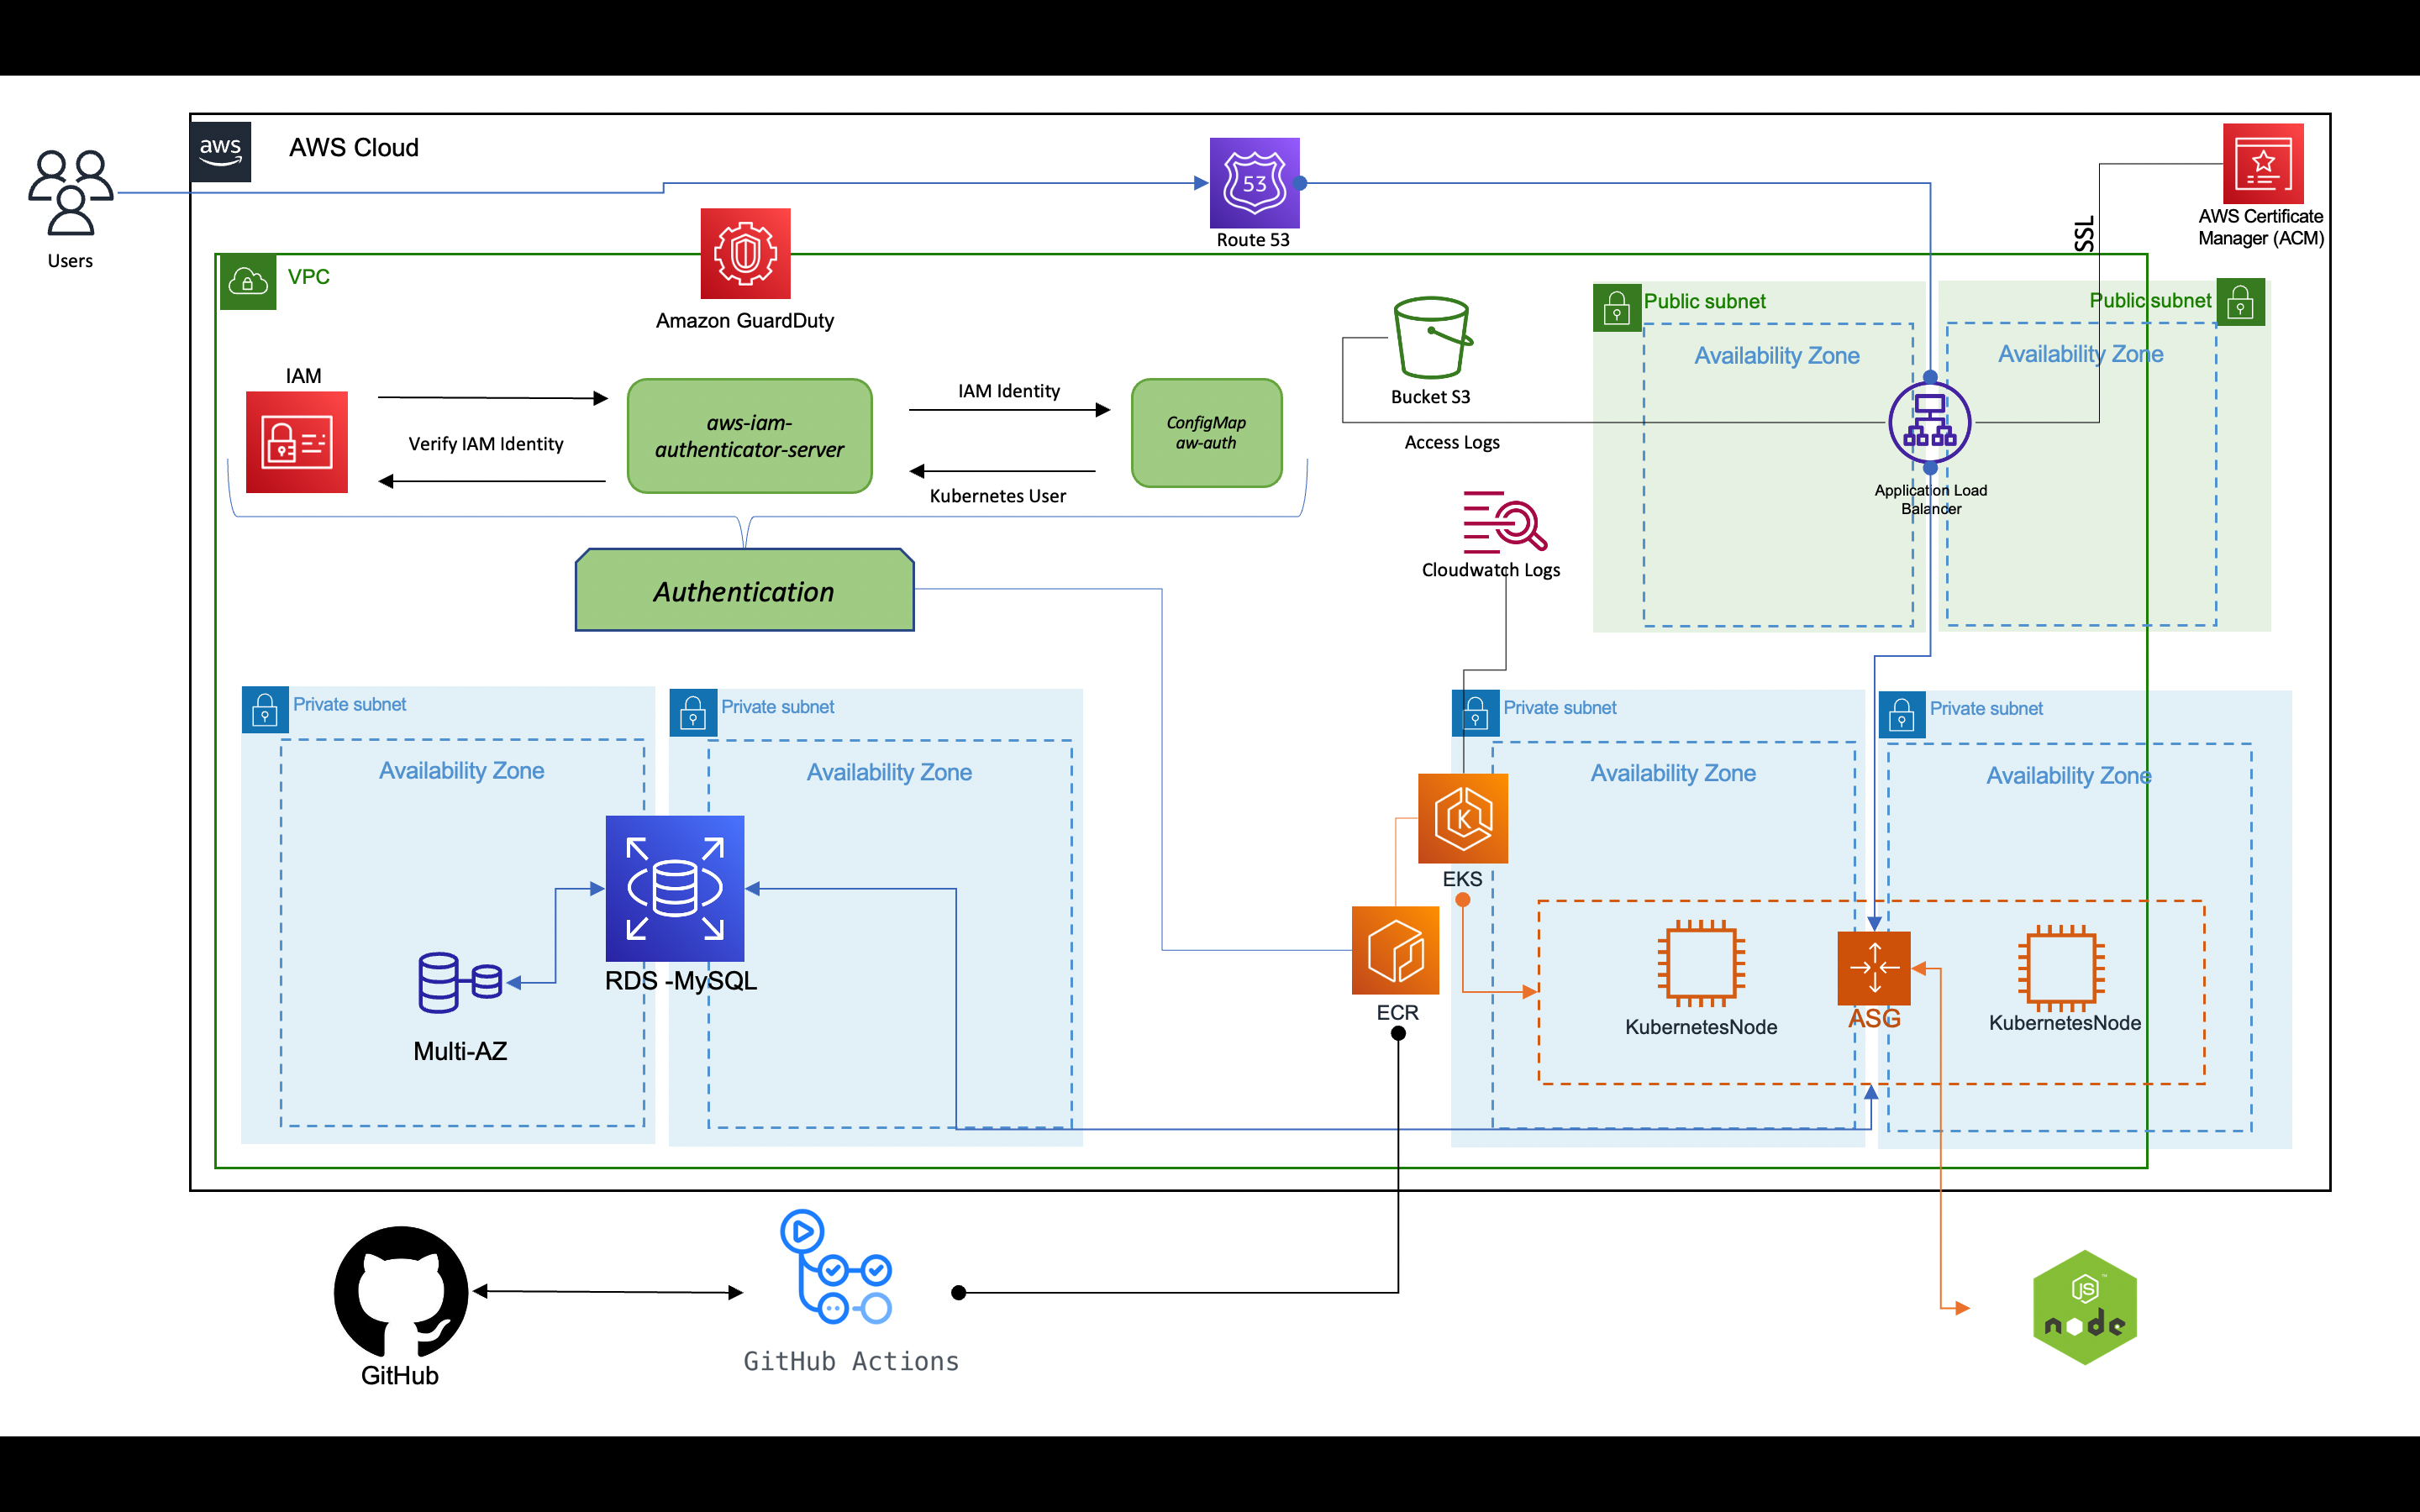 aws
AWS Cloud
Users
53
Route 53
AWS Certificate
Manager (ACM)
SSL
VPC
Amazon GuardDuty
Public subnet
Public subnet
Availability Zone
Availability Zone
Bucket S3
Access Logs
Application Load
Balancer
IAM
Verify IAM Identity
aws-iam-
authenticator-server
IAM Identity
Kubernetes User
ConfigMap
aw-auth
Cloudwatch Logs
Authentication
Private subnet
Private subnet
Private subnet
Private subnet
Availability Zone
Availability Zone
Availability Zone
Availability Zone
K
EKS
RDS -MySQL
Multi-AZ
ECR
KubernetesNode
ASG
KubernetesNode
GitHub
GitHub Actions
JS
node